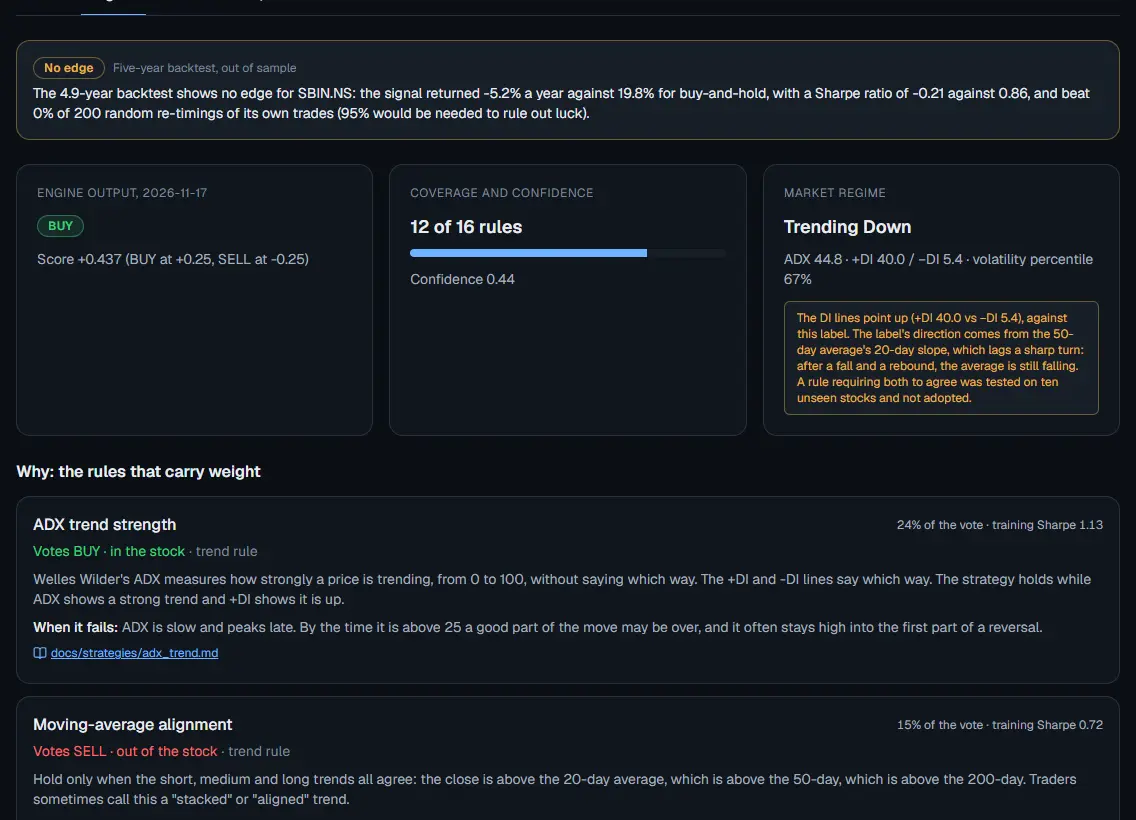 No edge Five-year backtest, out of sample
The 4.9-year backtest shows no edge for SBIN.NS: the signal returned -5.2% a year against 19.8% for buy-and-hold, with a Sharpe ratio of -0.21 against 0.86, and beat
0% of 200 random re-timings of its own trades (95% would be needed to rule out luck).
ENGINE OUTPUT, 2026-11-17
BUY
Score +0.437 (BUY at +0.25, SELL at -0.25)
COVERAGE AND CONFIDENCE
12 of 16 rules
Confidence 0.44
MARKET REGIME
Trending Down
ADX 44.8 · +DI 40.0 / −DI 5.4 · volatility percentile
67%
The DI lines point up (+DI 40.0 vs −DI 5.4), against
this label. The label's direction comes from the 50-
day average's 20-day slope, which lags a sharp turn:
after a fall and a rebound, the average is still falling.
A rule requiring both to agree was tested on ten
unseen stocks and not adopted.
Why: the rules that carry weight
ADX trend strength
24% of the vote · training Sharpe 1.13
Votes BUY · in the stock · trend rule
Welles Wilder's ADX measures how strongly a price is trending, from 0 to 100, without saying which way. The +DI and -DI lines say which way. The strategy holds while
ADX shows a strong trend and +DI shows it is up.
When it fails: ADX is slow and peaks late. By the time it is above 25 a good part of the move may be over, and it often stays high into the first part of a reversal.
docs/strategies/adx_trend.md
Moving-average alignment
15% of the vote · training Sharpe 0.72
Votes SELL · out of the stock · trend rule
Hold only when the short, medium and long trends all agree: the close is above the 20-day average, which is above the 50-day, which is above the 200-day. Traders
sometimes call this a "stacked" or "aligned" trend.